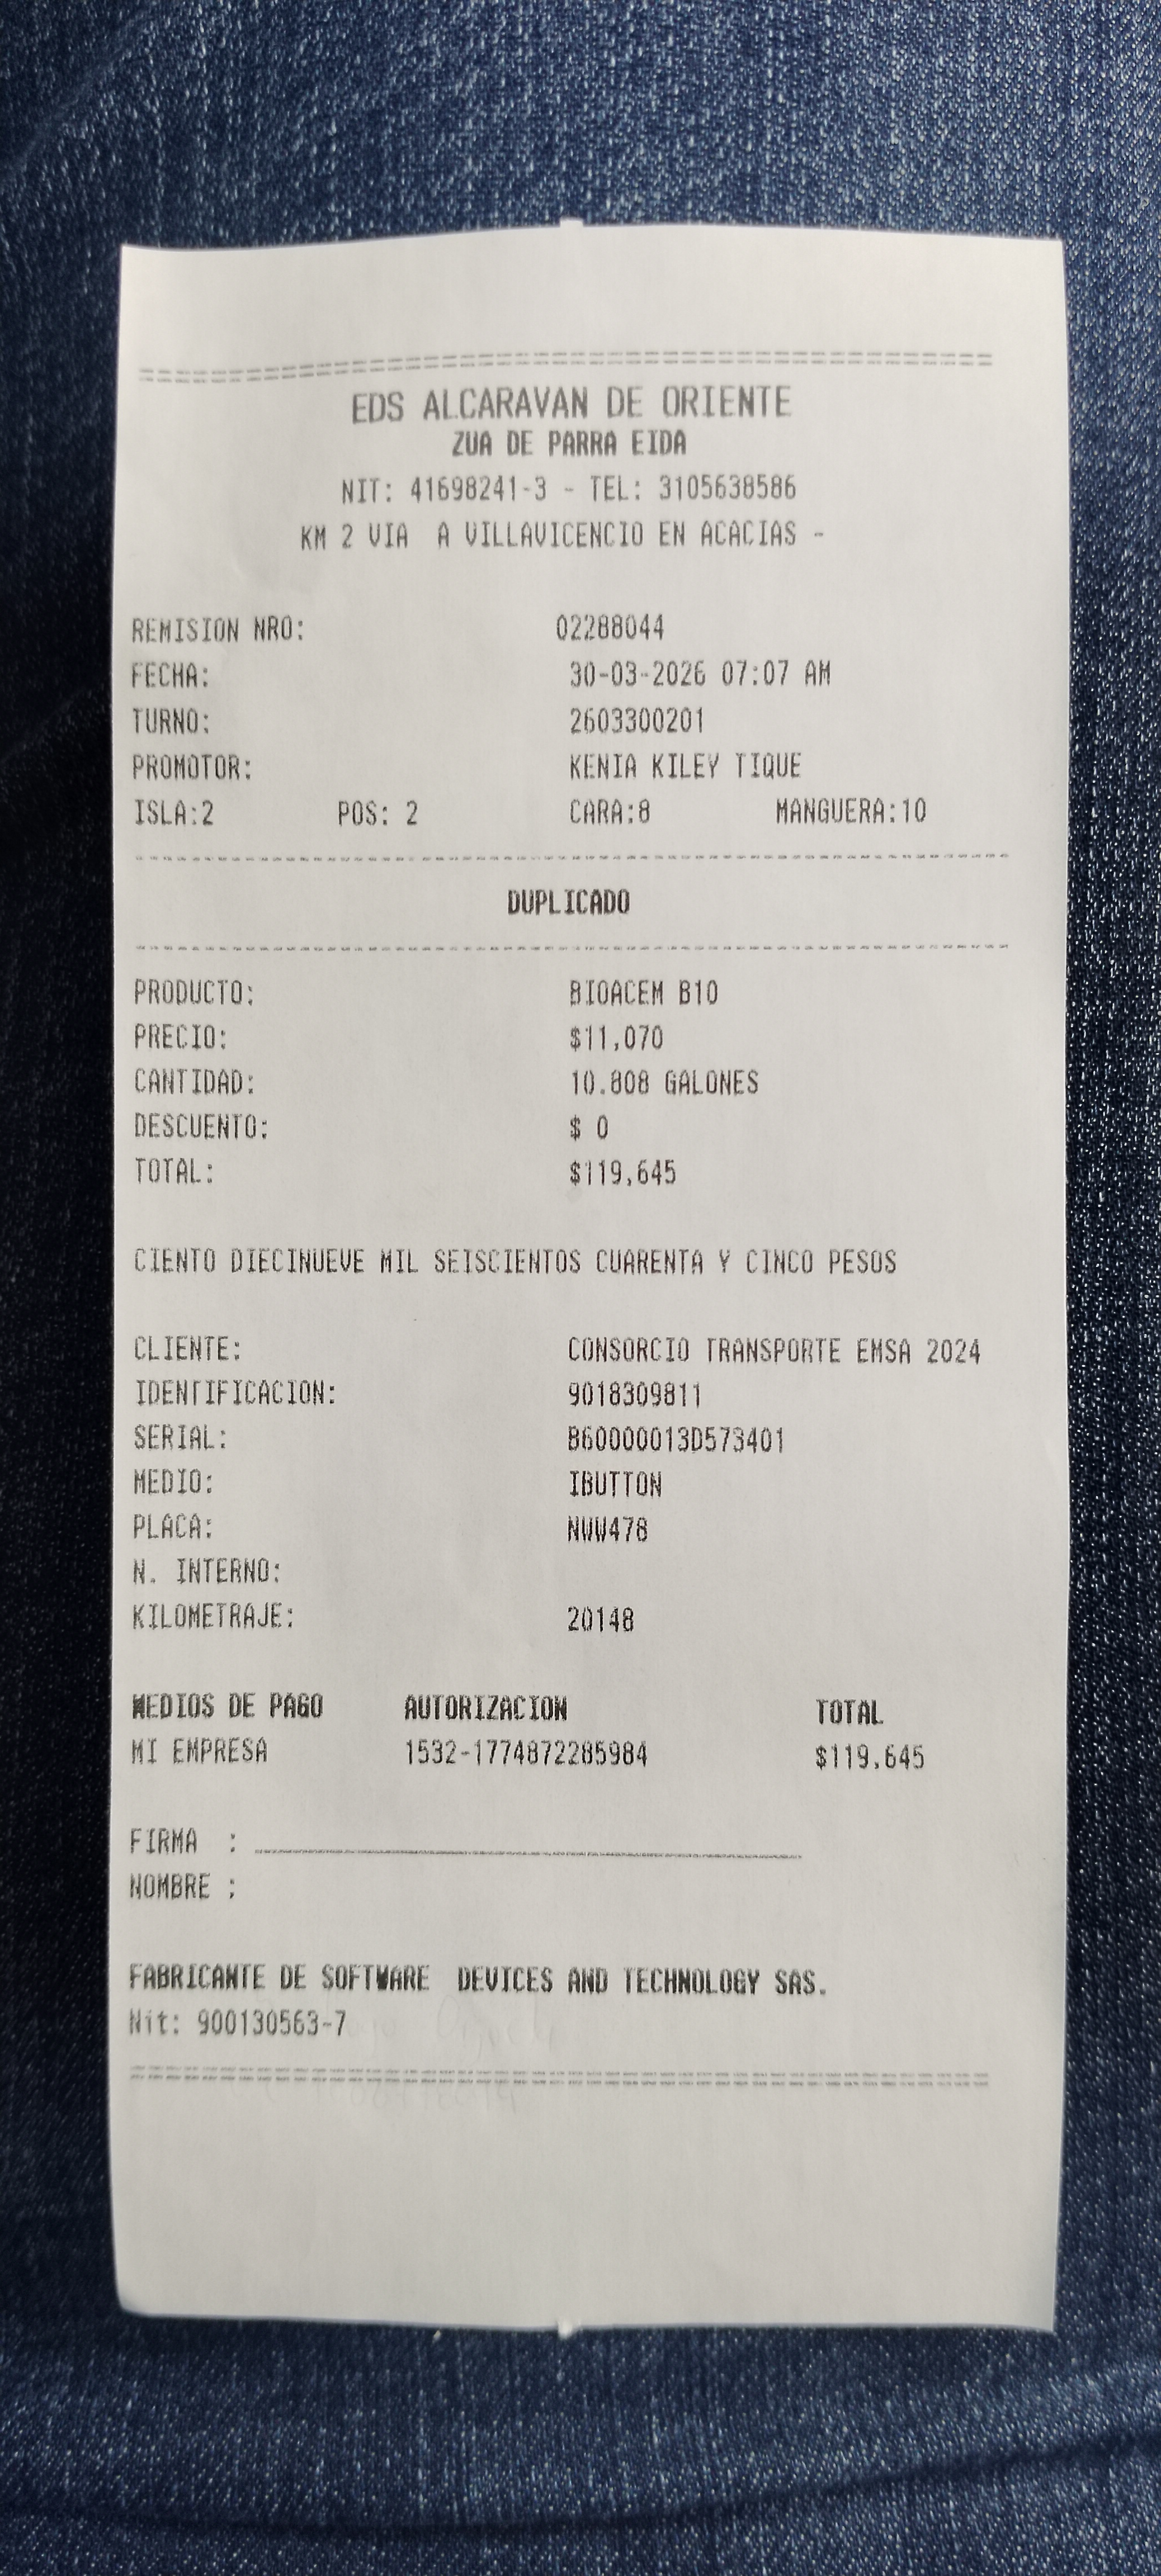 EDS ALCARAVAN DE ORIENTE
ZUA DE PARRA EIDA
NIT: 41698241-3 - TEL: 3105638586
KM 2 VIA A VILLAVICENCIO EN ACACIAS -
REMISION NRO: 02288044
FECHA: 30-03-2026 07:07 AM
TURNO: 2603300201
PROMOTOR: KENIA KILEY TIQUE
ISLA:2 POS: 2 CARA:8 MANGUERA:10
DUPLICADO
PRODUCTO: BIOACEM B10
PRECIO: $11,070
CANTIDAD: 10.808 GALONES
DESCUENTO: $ 0
TOTAL: $119,645
CIENTO DIECINUEVE MIL SEISCIENTOS CUARENTA Y CINCO PESOS
CLIENTE: CONSORCIO TRANSPORTE EMSA 2024
IDENTIFICACION: 9018309811
SERIAL: B60000013D573401
MEDIO: IBUTTON
PLACA: NWW478
N. INTERNO:
KILOMETRAJE: 20148
MEDIOS DE PAGO AUTORIZACION TOTAL
MI EMPRESA 1532-1774872285984 $119,645
FIRMA :
NOMBRE :
FABRICANTE DE SOFTWARE DEVICES AND TECHNOLOGY SAS.
Nit: 900130563-7